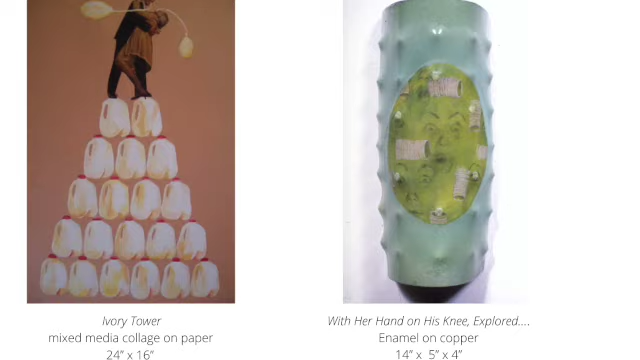 Ivory Tower
mixed media collage on paper
24” x 16”
With Her Hand on His Knee, Explored....
Enamel on copper
14” x 5” x 4”